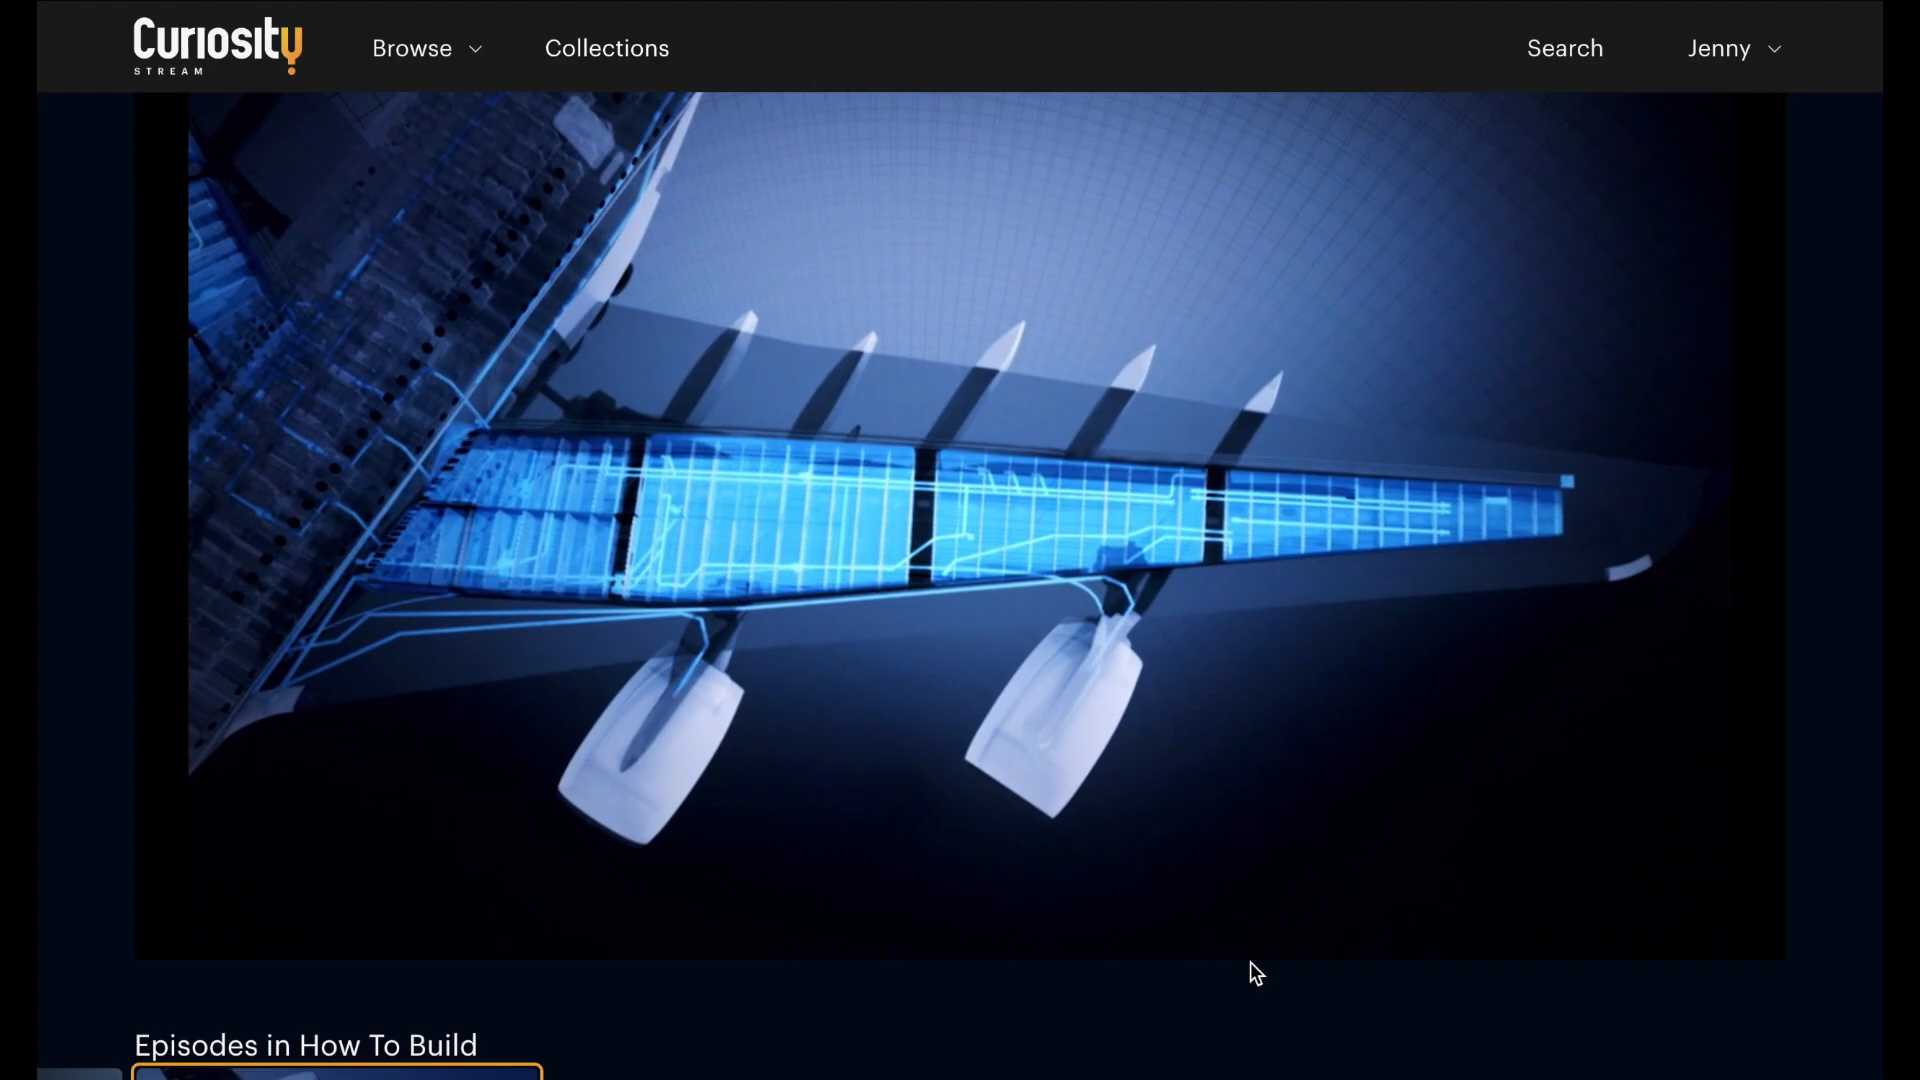 Curiosity
STREAM
Browse
Collections
Search
Jenny
Episodes in How To Build